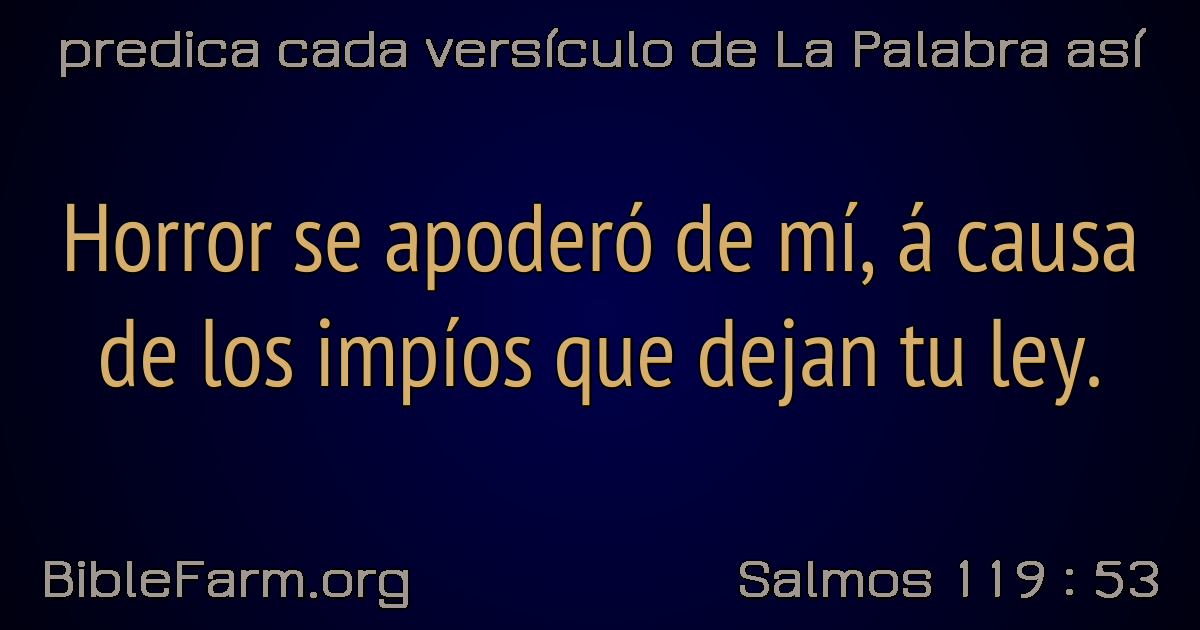 predica cada versículo de La Palabra así
Horror se apoderó de mí, á causa
de los impíos que dejan tu ley.
BibleFarm.org
Salmos 119 : 53